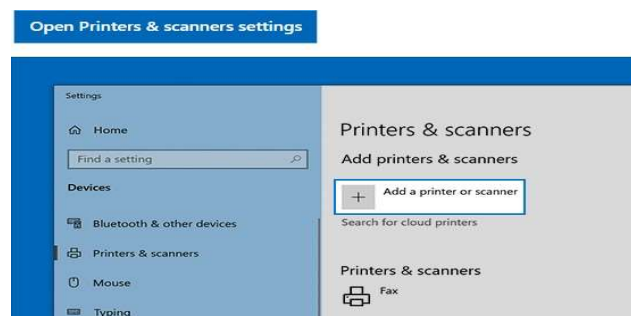 Open Printers & scanners settings
Settings
Home
Find a setting
Devices
Bluetooth & other devices
Printers & scanners
Mouse
Typing
Printers & scanners
Add printers & scanners
Add a printer or scanner
Search for cloud printers
Printers & scanners
Fax